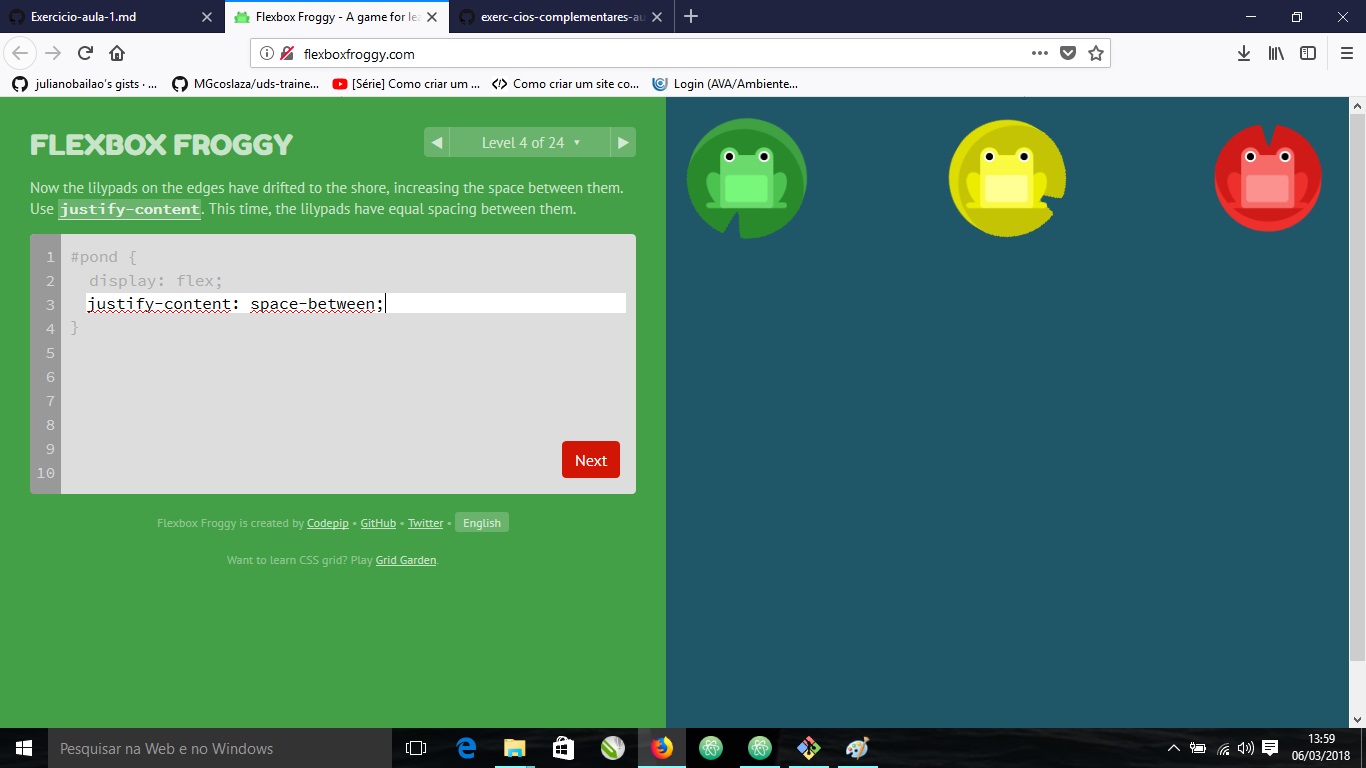 Exercicio-aula-1.md
Flexbox Froggy - A game for lea
exerc-cios-complementares-au
flexboxfroggy.com
julianobailao's gists · ...
MGcoslaza/uds-traine...
[Série] Como criar um ...
Como criar um site co...
Login (AVA/Ambiente...
FLEXBOX FROGGY
Level 4 of 24
Now the lilypads on the edges have drifted to the shore, increasing the space between them.
Use justify-content. This time, the lilypads have equal spacing between them.
1 #pond {
2 display: flex;
3 justify-content: space-between;
4 }
5
6
7
8
9
10
Next
Flexbox Froggy is created by Codepip • GitHub • Twitter • English
Want to learn CSS grid? Play Grid Garden.
Pesquisar na Web e no Windows
13:59
06/03/2018